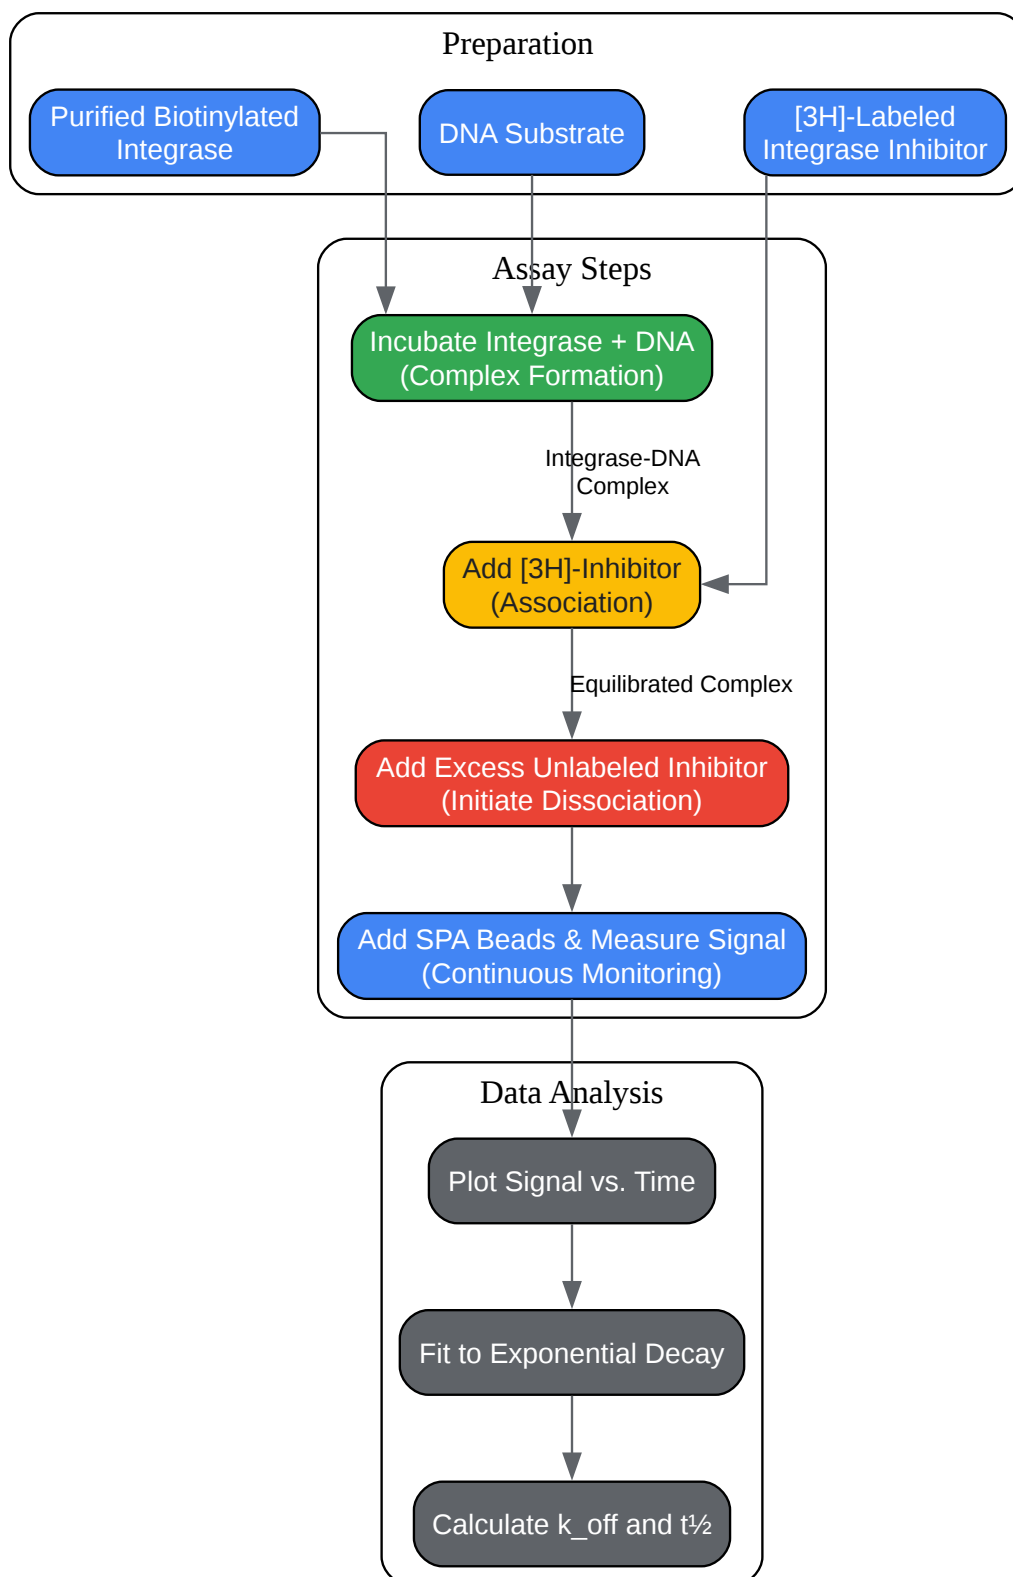 Preparation
Purified Biotinylated
Integrase
DNA Substrate
[3H]-Labeled
Integrase Inhibitor
Assay Steps
Incubate Integrase + DNA
(Complex Formation)
Integrase-DNA
Complex
Add [3H]-Inhibitor
(Association)
Equilibrated Complex
Add Excess Unlabeled Inhibitor
(Initiate Dissociation)
Add SPA Beads & Measure Signal
(Continuous Monitoring)
Data Analysis
Plot Signal vs. Time
Fit to Exponential Decay
Calculate k_off and t½